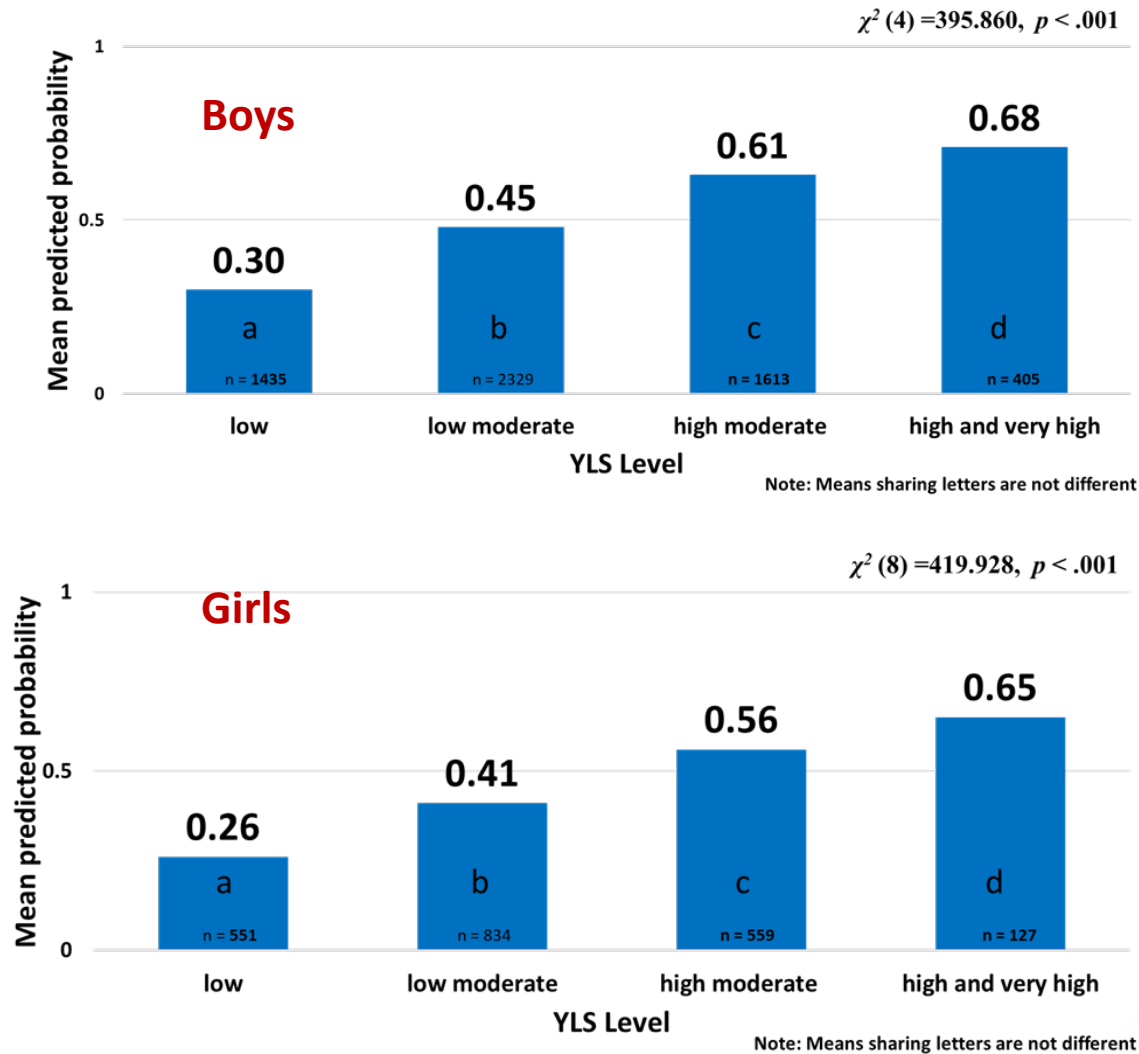 χ² (4) =395.860, p < .001
Mean predicted probability
1
0.5
0
Boys
0.30
0.45
0.61
0.68
a
b
c
d
n = 1435
n = 2329
n = 1613
n = 405
low
low moderate
high moderate
high and very high
YLS Level
Note: Means sharing letters are not different
χ² (8) =419.928, p < .001
Mean predicted probability
1
0.5
0
Girls
0.26
0.41
0.56
0.65
a
b
c
d
n = 551
n = 834
n = 559
n = 127
low
low moderate
high moderate
high and very high
YLS Level
Note: Means sharing letters are not different